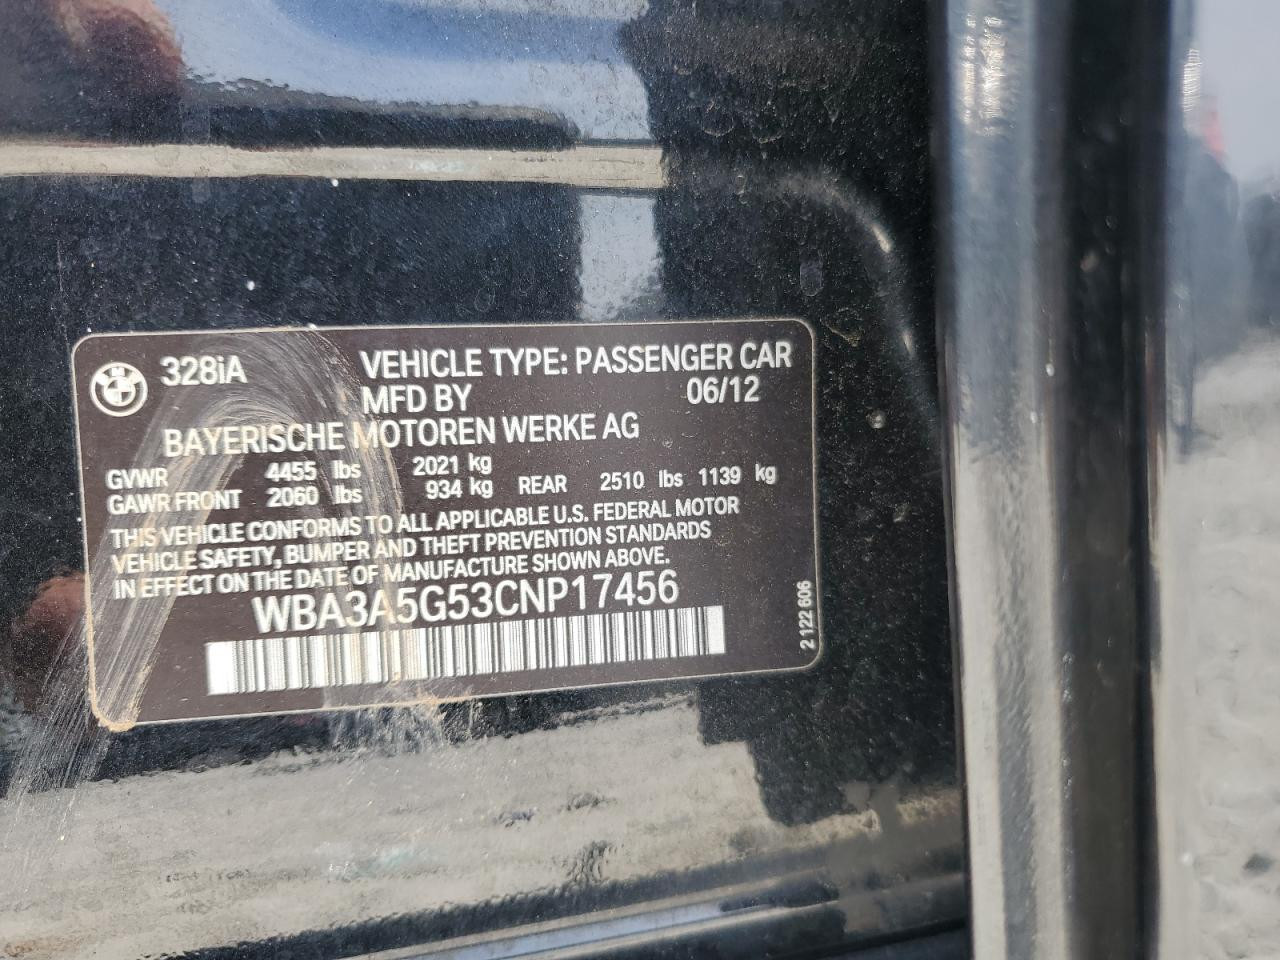 328iA VEHICLE TYPE: PASSENGER CAR
MFD BY 06/12
BAYERISCHE MOTOREN WERKE AG
GVWR 4455 lbs 2021 kg
GAWR FRONT 2060 lbs 934 kg REAR 2510 lbs 1139 kg
THIS VEHICLE CONFORMS TO ALL APPLICABLE U.S. FEDERAL MOTOR
VEHICLE SAFETY, BUMPER AND THEFT PREVENTION STANDARDS
IN EFFECT ON THE DATE OF MANUFACTURE SHOWN ABOVE.
WBA3A5G53CNP17456
2 122 606